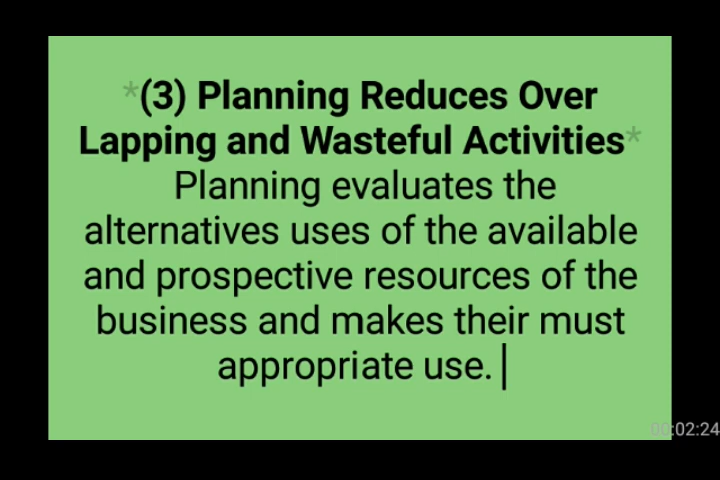 *(3) Planning Reduces Over
Lapping and Wasteful Activities*
Planning evaluates the
alternatives uses of the available
and prospective resources of the
business and makes their must
appropriate use.
00:02:24